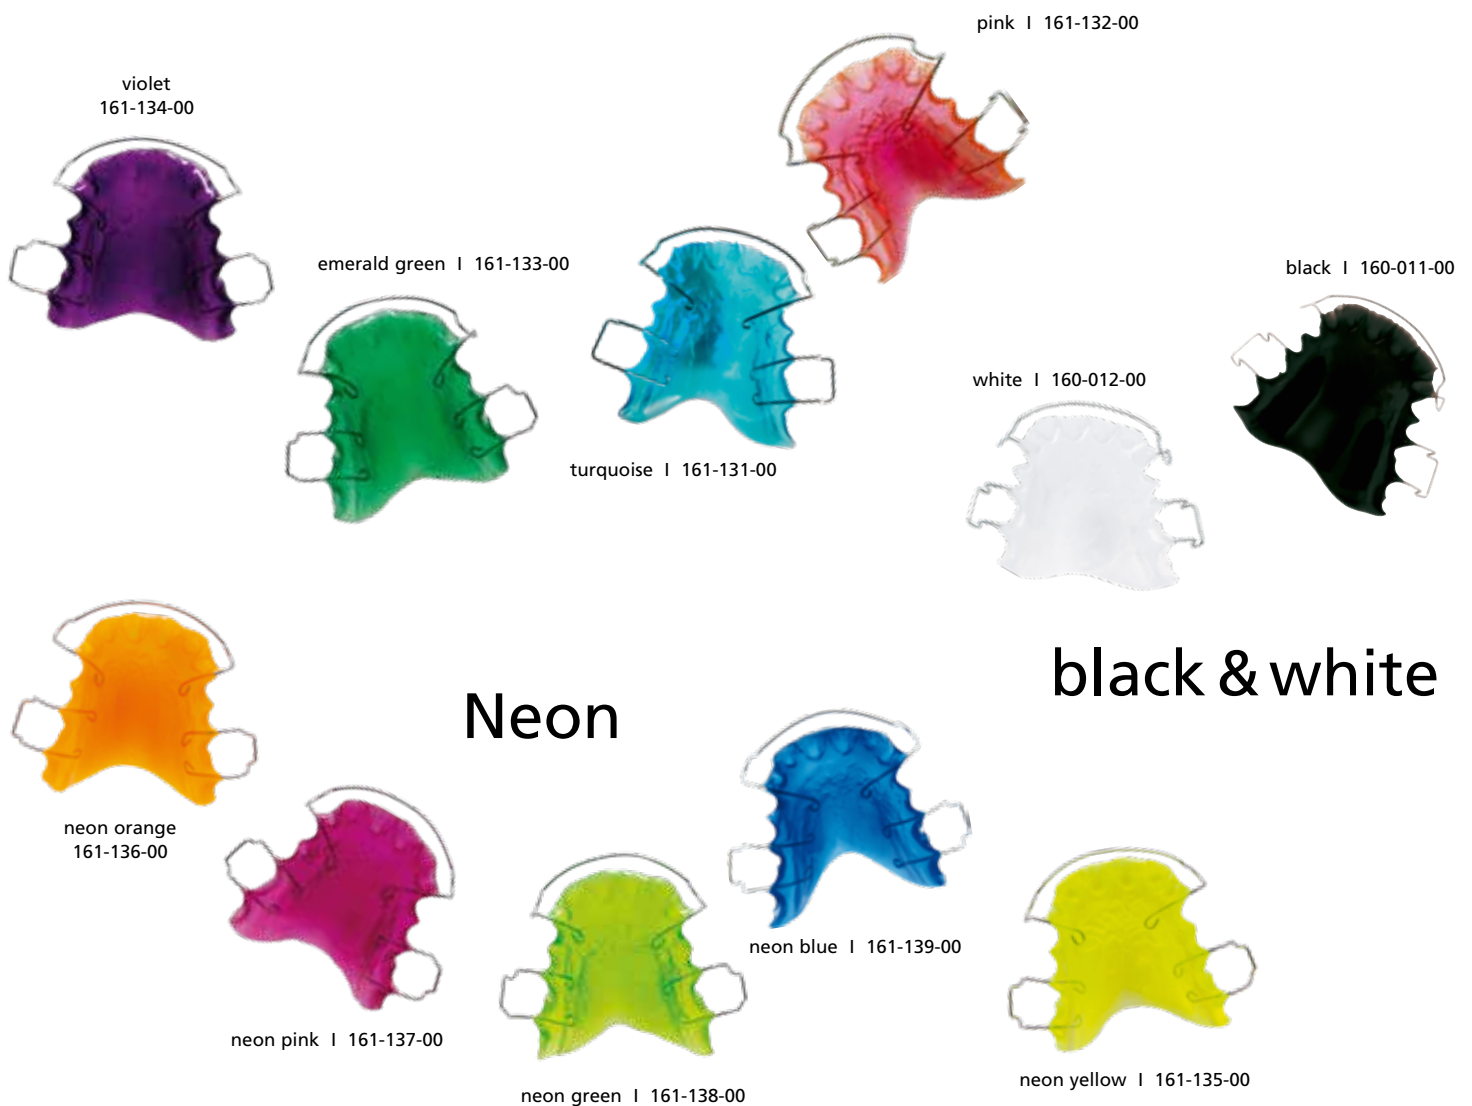 pink I 161-132-00
violet
161-134-00
emerald green I 161-133-00
black I 160-011-00
white I 160-012-00
turquoise I 161-131-00
black & white
Neon
neon orange
161-136-00
neon blue I 161-139-00
neon pink I 161-137-00
neon yellow I 161-135-00
neon green I 161-138-00